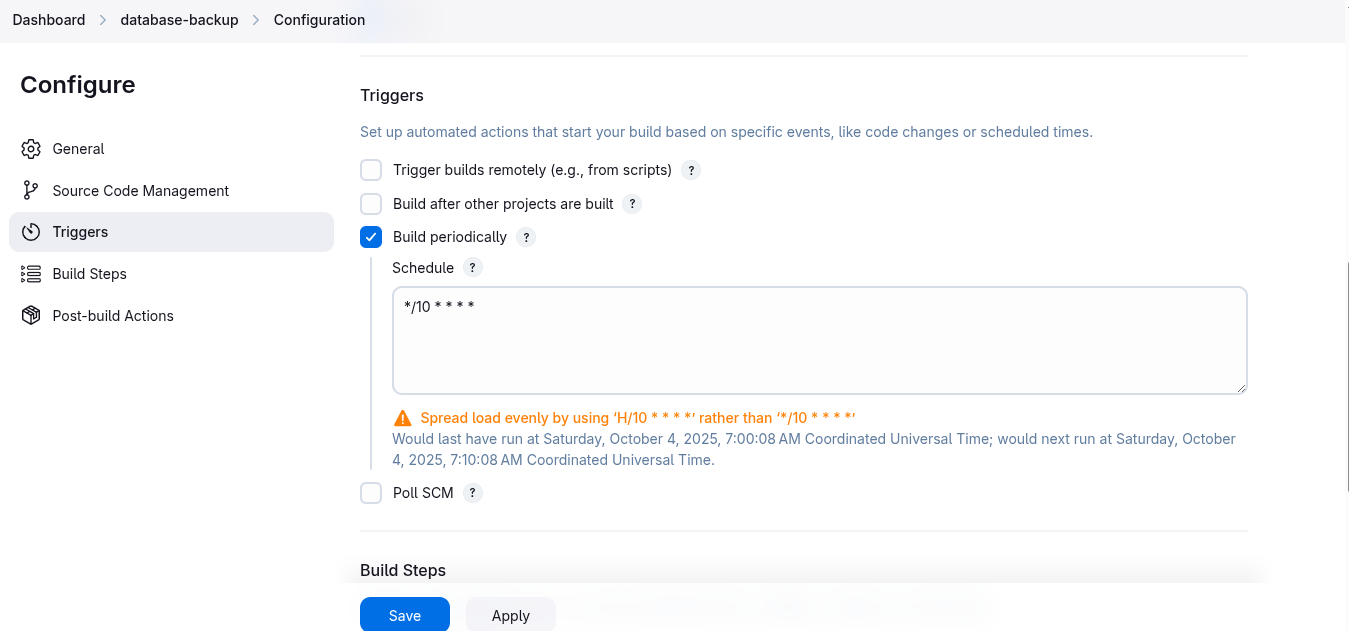 Dashboard > database-backup > Configuration
Configure
General
Source Code Management
Triggers
Build Steps
Post-build Actions
Triggers
Set up automated actions that start your build based on specific events, like code changes or scheduled times.
Trigger builds remotely (e.g., from scripts) ?
Build after other projects are built ?
Build periodically ?
Schedule ?
*/10 * * * *
Spread load evenly by using ‘H/10 * * * *’ rather than ‘*/10 * * * *’
Would last have run at Saturday, October 4, 2025, 7:00:08 AM Coordinated Universal Time; would next run at Saturday, October
4, 2025, 7:10:08 AM Coordinated Universal Time.
Poll SCM ?
Build Steps
Save Apply